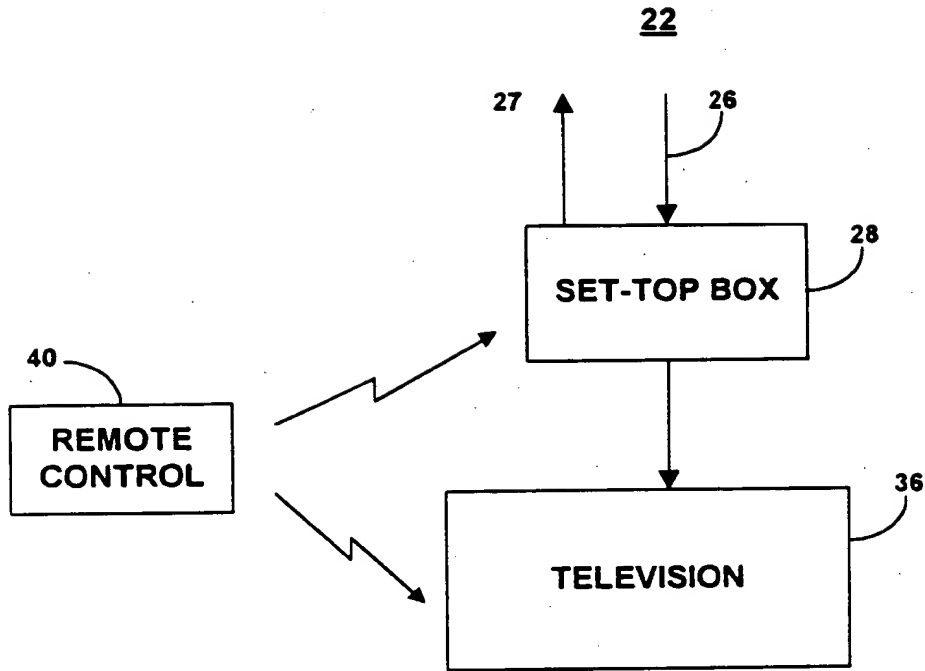 22
27
26
28
SET-TOP BOX
40
REMOTE
CONTROL
36
TELEVISION